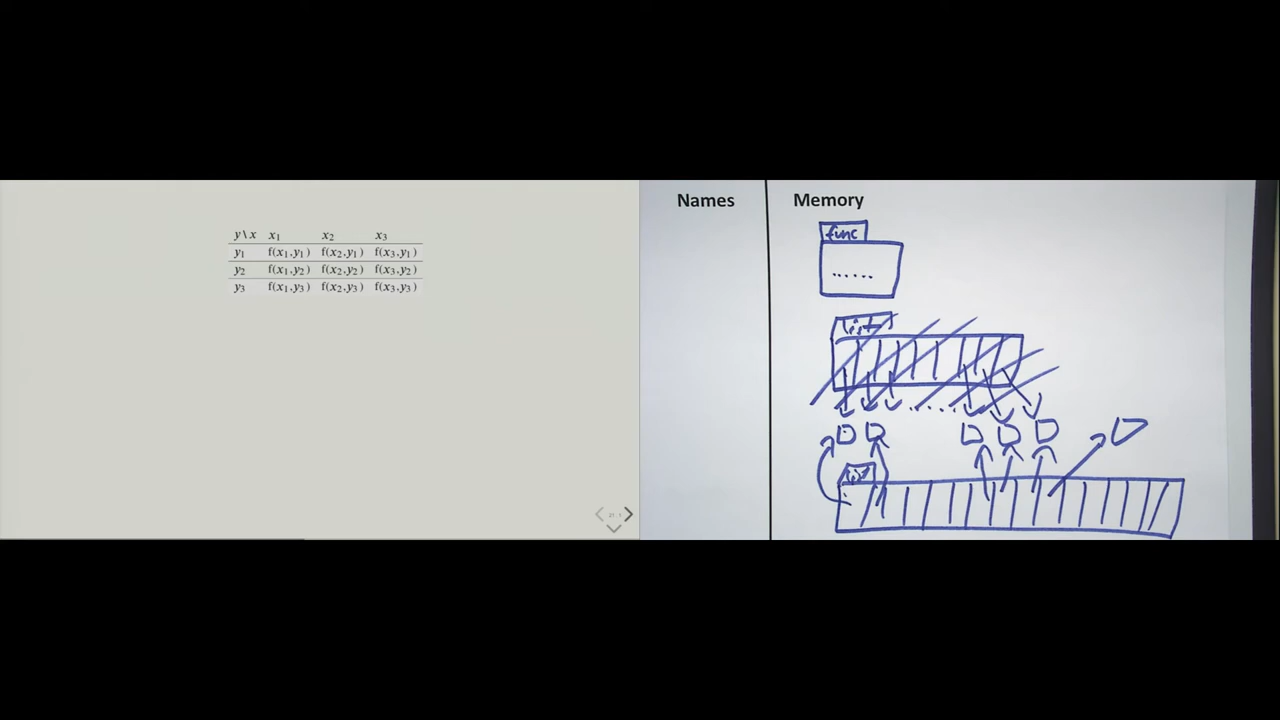 y\x x₁ x₂ x₃
y₁ f(x₁,y₁) f(x₂,y₁) f(x₃,y₁)
y₂ f(x₁,y₂) f(x₂,y₂) f(x₃,y₂)
y₃ f(x₁,y₃) f(x₂,y₃) f(x₃,y₃)
Names Memory
func
......